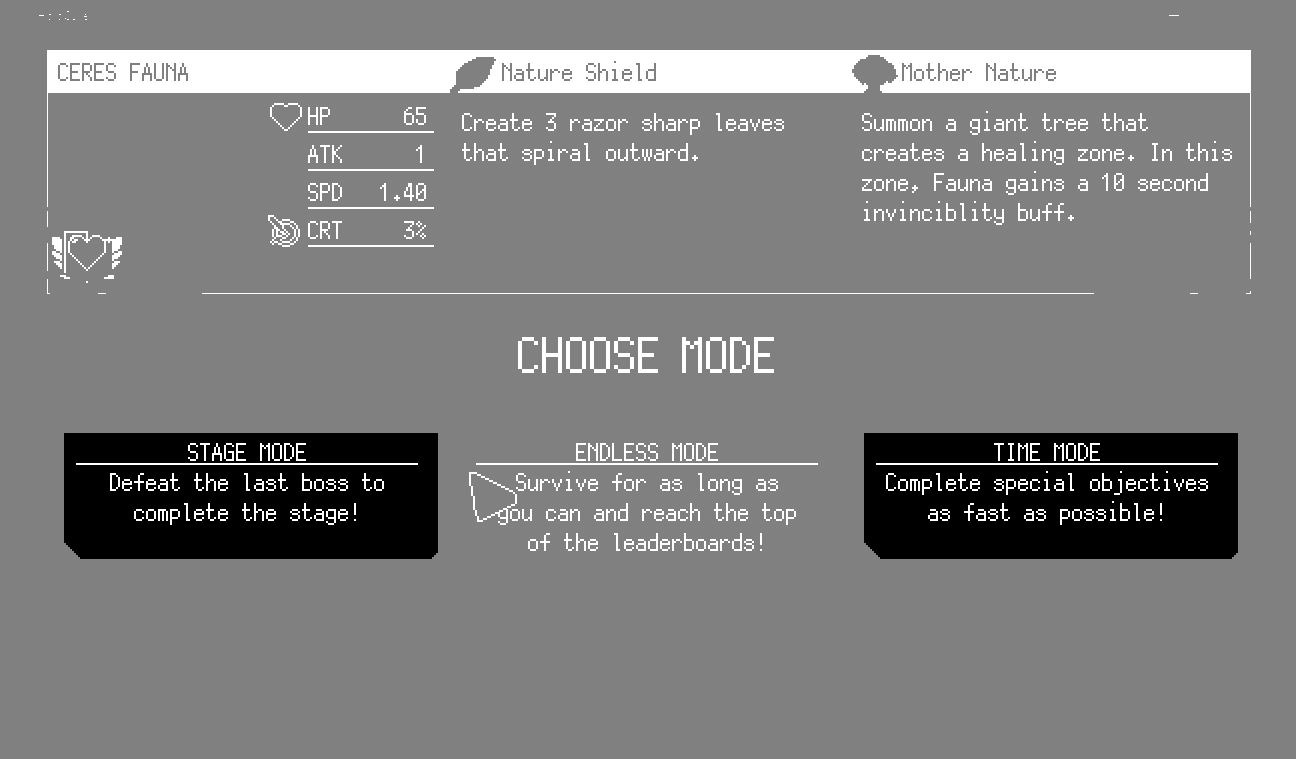 CERES FAUNA
HP 65
ATK 1
SPD 1.40
CRT 3%
Nature Shield
Create 3 razor sharp leaves
that spiral outward.
Mother Nature
Summon a giant tree that
creates a healing zone. In this
zone, Fauna gains a 10 second
invinciblity buff.
CHOOSE MODE
STAGE MODE
Defeat the last boss to
complete the stage!
ENDLESS MODE
Survive for as long as
you can and reach the top
of the leaderboards!
TIME MODE
Complete special objectives
as fast as possible!